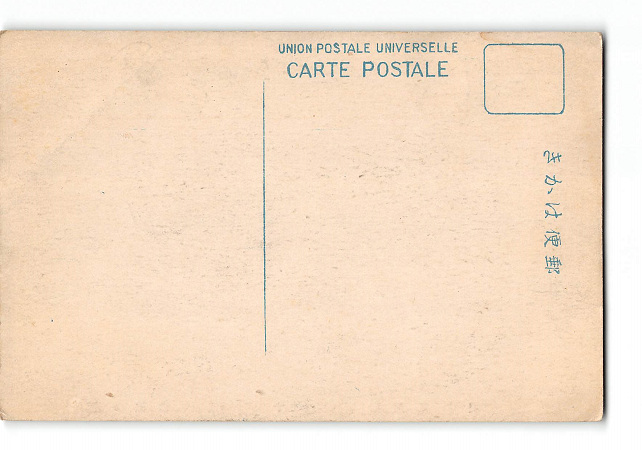 UNION POSTALE UNIVERSELLE
CARTE POSTALE
郵便はかき